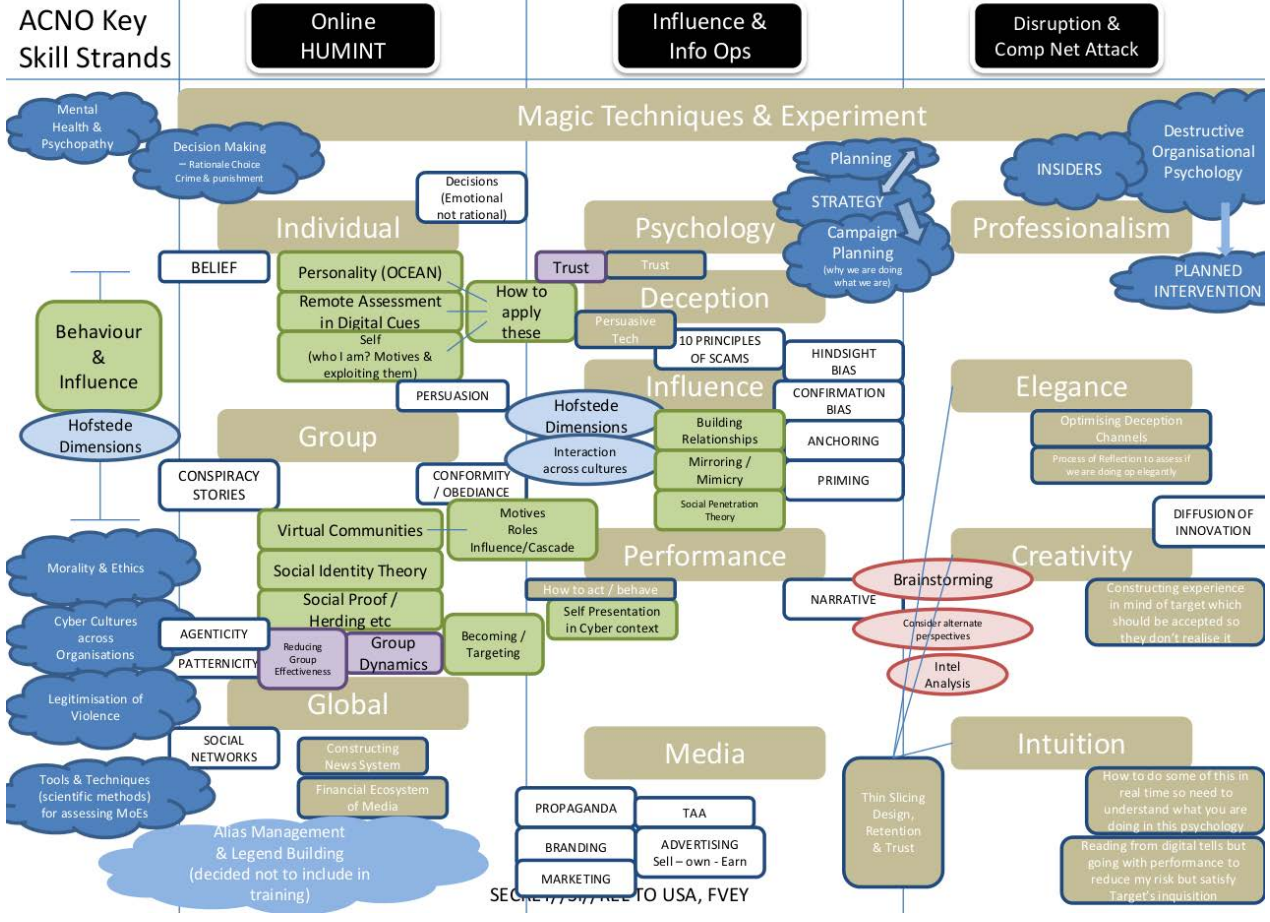 ACNO Key
Skill Strands
Online
HUMINT
Influence &
Info Ops
Disruption &
Comp Net Attack
Magic Techniques & Experiment
Mental
Health &
Psychopathy
Decision Making
– Rationale Choice
Crime & punishment
Decisions
(Emotional
not rational)
Planning
STRATEGY
Campaign
Planning
(why we are doing
what we are)
INSIDERS
Destructive
Organisational
Psychology
PLANNED
INTERVENTION
Individual
BELIEF
Personality (OCEAN)
Remote Assessment
in Digital Cues
Self
(who I am? Motives &
exploiting them)
How to
apply
these
PERSUASION
Behaviour
&
Influence
Hofstede
Dimensions
Group
CONSPIRACY
STORIES
CONFORMITY
/ OBEDIANCE
Virtual Communities
Motives
Roles
Influence/Cascade
Social Identity Theory
Social Proof /
Herding etc
Reducing
Group
Effectiveness
Group
Dynamics
Becoming /
Targeting
Morality & Ethics
Cyber Cultures
across
Organisations
AGENTICITY
PATTERNICITY
Legitimisation of
Violence
Tools & Techniques
(scientific methods)
for assessing MoEs
Global
SOCIAL
NETWORKS
Constructing
News System
Financial Ecosystem
of Media
Alias Management
& Legend Building
(decided not to include in
training)
Psychology
Trust
Trust
Deception
Persuasive
Tech
10 PRINCIPLES
OF SCAMS
HINDSIGHT
BIAS
Influence
CONFIRMATION
BIAS
Hofstede
Dimensions
Interaction
across cultures
Building
Relationships
Mirroring /
Mimicry
Social Penetration
Theory
ANCHORING
PRIMING
Performance
How to act / behave
Self Presentation
in Cyber context
NARRATIVE
Brainstorming
Consider alternate
perspectives
Intel
Analysis
Media
PROPAGANDA
TAA
BRANDING
ADVERTISING
Sell – own - Earn
MARKETING
SECRET//SI//REL TO USA, FVEY
Professionalism
Elegance
Optimising Deception
Channels
Process of Reflection to assess if
we are doing op elegantly
DIFFUSION OF
INNOVATION
Creativity
Constructing experience
in mind of target which
should be accepted so
they don't realise it
Intuition
Thin Slicing
Design,
Retention
& Trust
How to do some of this in
real time so need to
understand what you are
doing in this psychology
Reading from digital tells but
going with performance to
reduce my risk but satisfy
Target's inquisition